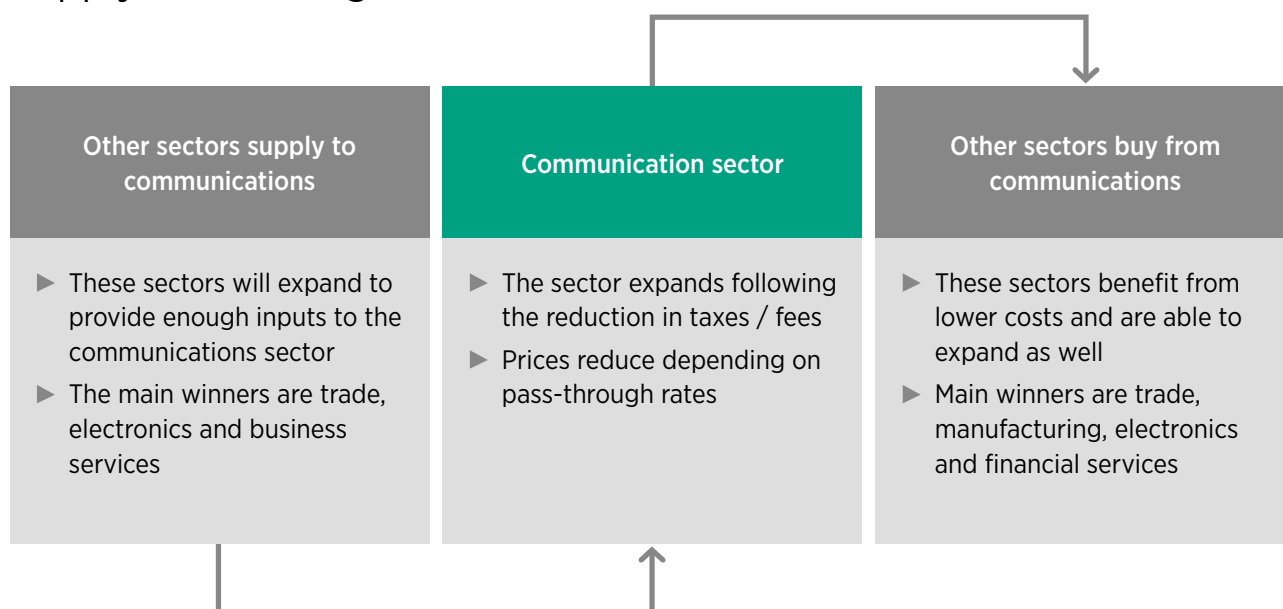 Other sectors supply to
communications
► These sectors will expand to
provide enough inputs to the
communications sector
► The main winners are trade,
electronics and business
services
Communication sector
► The sector expands following
the reduction in taxes / fees
► Prices reduce depending on
pass-through rates
Other sectors buy from
communications
► These sectors benefit from
lower costs and are able to
expand as well
► Main winners are trade,
manufacturing, electronics
and financial services